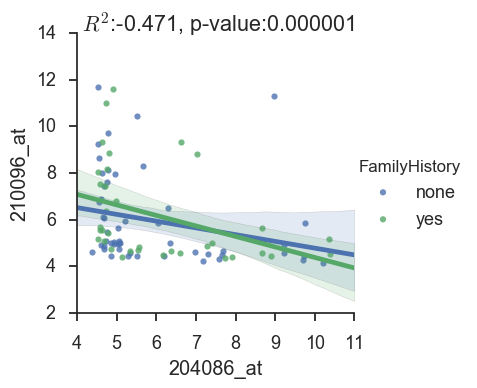 R²:-0.471, p-value:0.000001
14
12
10
8
6
4
2
210096_at
4 5 6 7 8 9 10 11
204086_at
FamilyHistory
none
yes